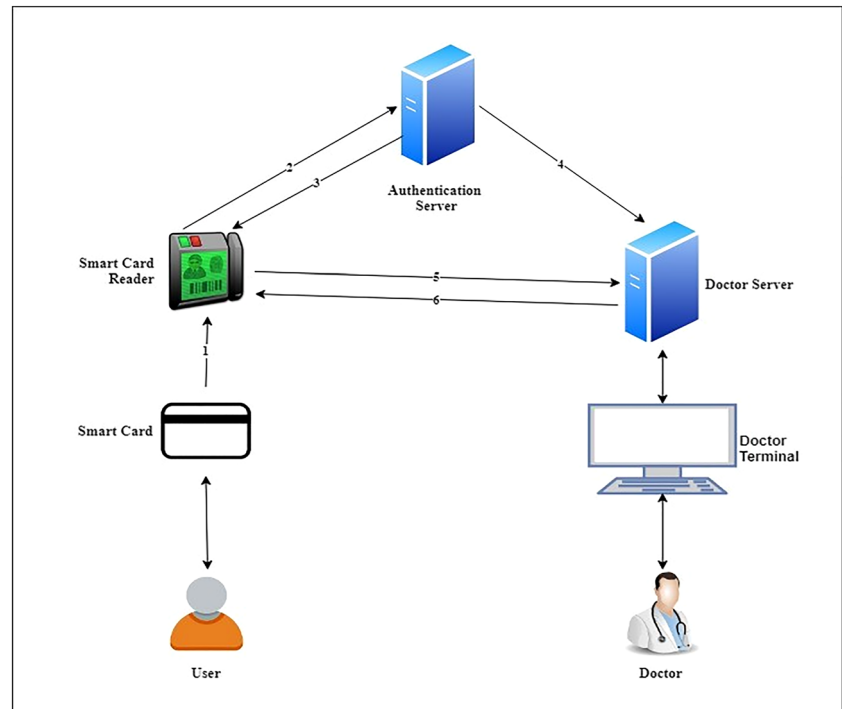 2
3
4
Authentication
Server
Smart Card
Reader
5
6
Doctor Server
1
Smart Card
Doctor
Terminal
User
Doctor